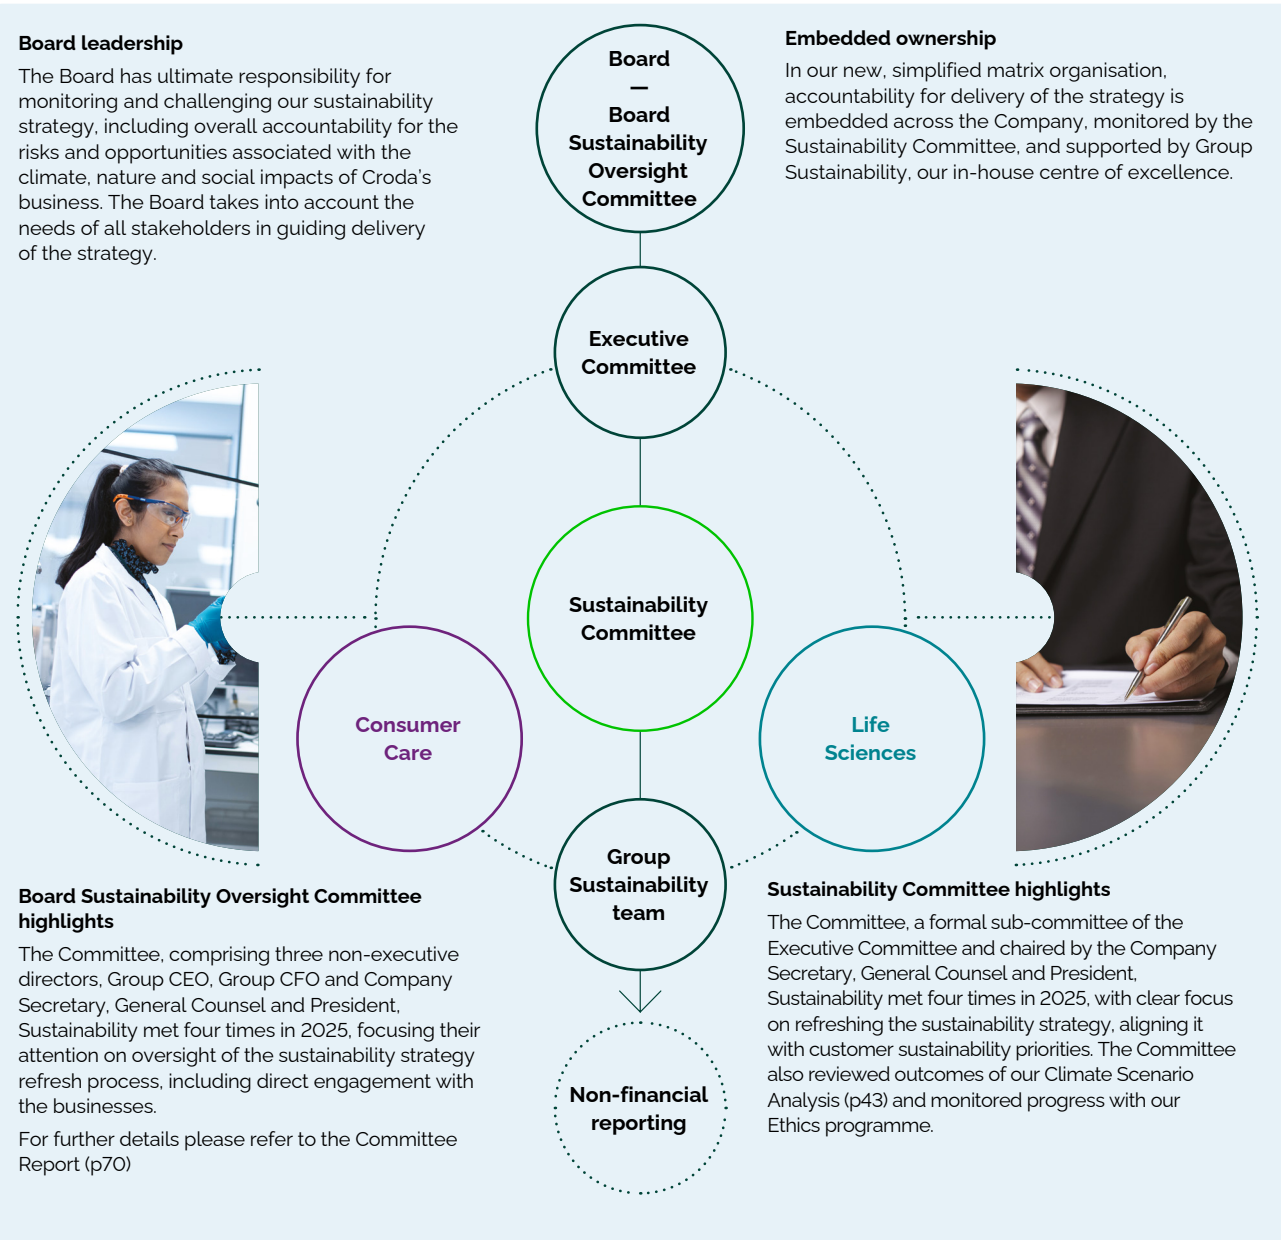 Board leadership
The Board has ultimate responsibility for
monitoring and challenging our sustainability
strategy, including overall accountability for the
risks and opportunities associated with the
climate, nature and social impacts of Croda's
business. The Board takes into account the
needs of all stakeholders in guiding delivery
of the strategy.
Board
—
Board
Sustainability
Oversight
Committee
Embedded ownership
In our new, simplified matrix organisation,
accountability for delivery of the strategy is
embedded across the Company, monitored by the
Sustainability Committee, and supported by Group
Sustainability, our in-house centre of excellence.
Executive
Committee
Sustainability
Committee
Consumer
Care
Life
Sciences
Group
Sustainability
team
Non-financial
reporting
Board Sustainability Oversight Committee
highlights
The Committee, comprising three non-executive
directors, Group CEO, Group CFO and Company
Secretary, General Counsel and President,
Sustainability met four times in 2025, focusing their
attention on oversight of the sustainability strategy
refresh process, including direct engagement with
the businesses.
For further details please refer to the Committee
Report (p70)
Sustainability Committee highlights
The Committee, a formal sub-committee of the
Executive Committee and chaired by the Company
Secretary, General Counsel and President,
Sustainability met four times in 2025, with clear focus
on refreshing the sustainability strategy, aligning it
with customer sustainability priorities. The Committee
also reviewed outcomes of our Climate Scenario
Analysis (p43) and monitored progress with our
Ethics programme.